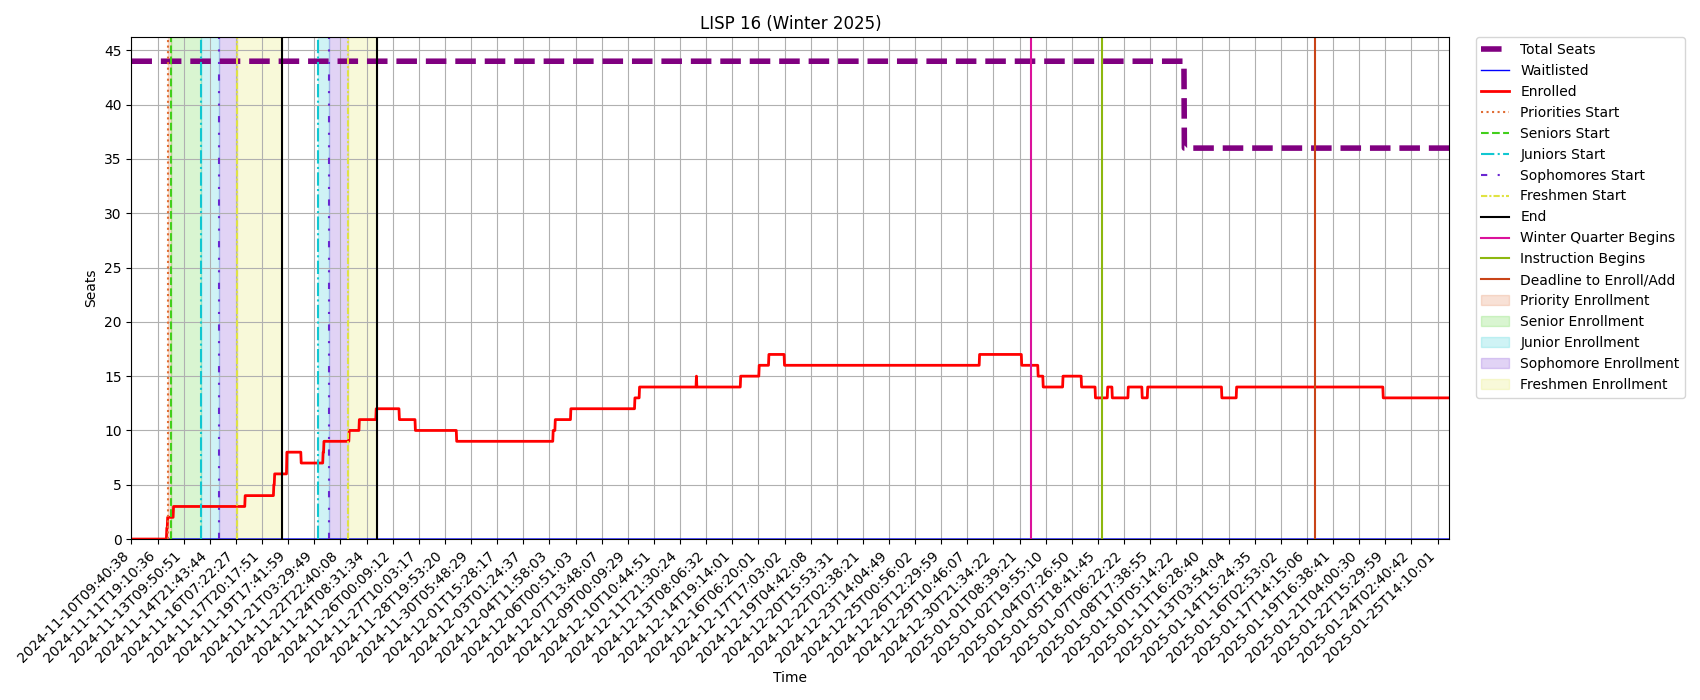 LISP 16 (Winter 2025)
45
40
35
30
25
20
15
10
5
0
Seats
2024-11-10T09:40:38
2024-11-11T19:10:36
2024-11-13T09:50:51
2024-11-14T21:43:44
2024-11-16T07:22:27
2024-11-17T20:17:51
2024-11-19T17:41:59
2024-11-21T03:29:49
2024-11-22T22:40:08
2024-11-24T08:31:34
2024-11-26T00:09:12
2024-11-27T10:03:17
2024-11-28T19:53:20
2024-11-30T05:48:29
2024-12-01T15:28:17
2024-12-03T01:24:37
2024-12-04T11:58:03
2024-12-06T00:51:03
2024-12-07T13:48:07
2024-12-09T00:09:29
2024-12-10T10:44:51
2024-12-11T21:30:24
2024-12-13T08:06:32
2024-12-14T19:14:01
2024-12-16T06:20:01
2024-12-17T17:03:02
2024-12-19T04:42:08
2024-12-20T15:53:31
2024-12-22T02:38:21
2024-12-23T14:04:49
2024-12-25T00:56:02
2024-12-26T12:29:59
2024-12-29T10:46:07
2024-12-30T21:34:22
2025-01-01T08:39:21
2025-01-02T19:55:10
2025-01-04T07:26:50
2025-01-05T18:41:45
2025-01-07T06:22:22
2025-01-08T17:38:55
2025-01-10T05:14:22
2025-01-11T16:28:40
2025-01-13T03:54:04
2025-01-14T15:24:35
2025-01-16T02:53:02
2025-01-17T14:15:06
2025-01-19T16:38:41
2025-01-21T04:00:30
2025-01-22T15:29:59
2025-01-24T02:40:42
2025-01-25T14:10:01
Time
Total Seats
Waitlisted
Enrolled
Priorities Start
Seniors Start
Juniors Start
Sophomores Start
Freshmen Start
End
Winter Quarter Begins
Instruction Begins
Deadline to Enroll/Add
Priority Enrollment
Senior Enrollment
Junior Enrollment
Sophomore Enrollment
Freshmen Enrollment